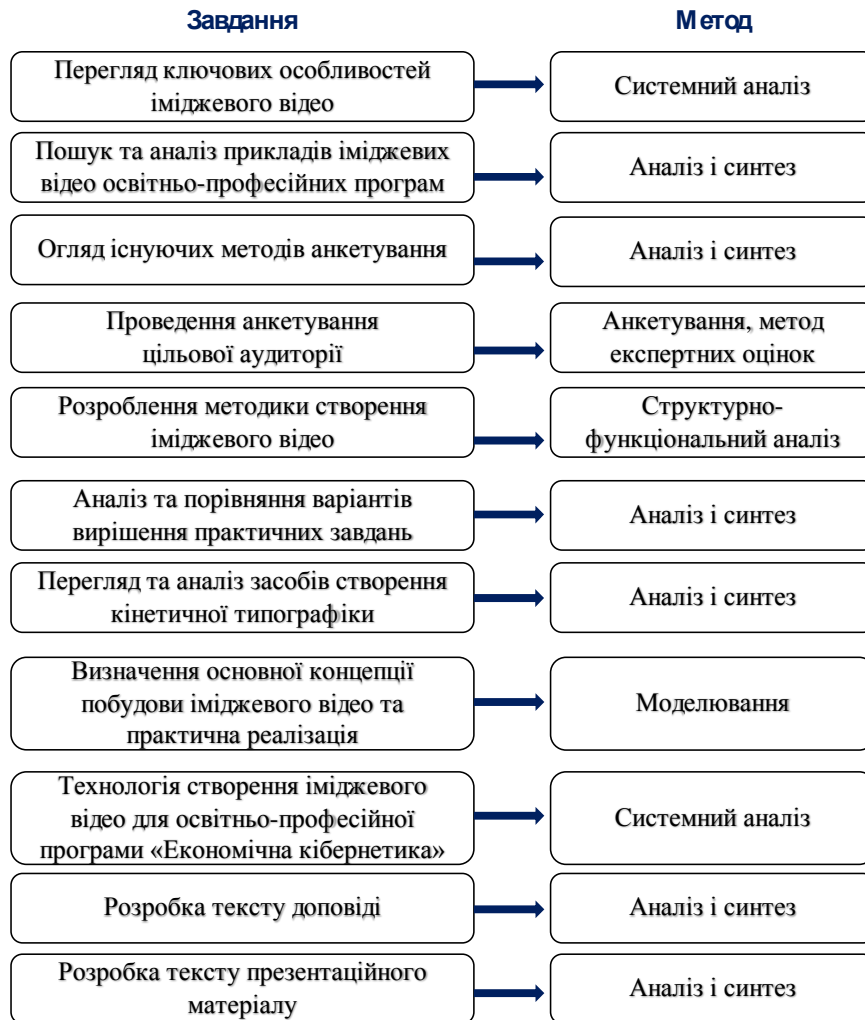 Завдання
Метод
Перегляд ключових особливостей
іміджевого відео
Системний аналіз
Пошук та аналіз прикладів іміджевих
відео освітньо-професійних програм
Аналіз і синтез
Огляд існуючих методів анкетування
Аналіз і синтез
Проведення анкетування
цільової аудиторії
Анкетування, метод
експертних оцінок
Розроблення методики створення
іміджевого відео
Структурно-
функціональний аналіз
Аналіз та порівняння варіантів
вирішення практичних завдань
Аналіз і синтез
Перегляд та аналіз засобів створення
кінетичної типографіки
Аналіз і синтез
Визначення основної концепції
побудови іміджевого відео та
практична реалізація
Моделювання
Технологія створення іміджевого
відео для освітньо-професійної
програми «Економічна кібернетика»
Системний аналіз
Розробка тексту доповіді
Аналіз і синтез
Розробка тексту презентаційного
матеріалу
Аналіз і синтез